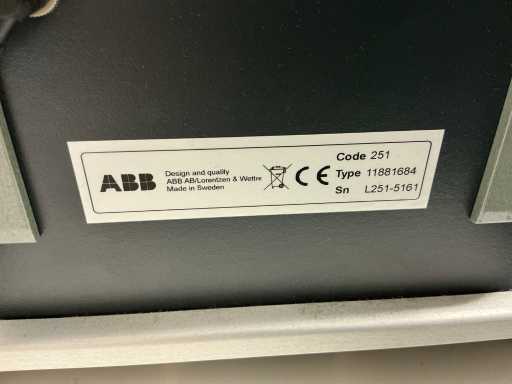 ABB
Design and quality
ABB AB/Lorentzen & Wettre
Made in Sweden
CE
Code 251
Type 11881684
Sn L251-5161